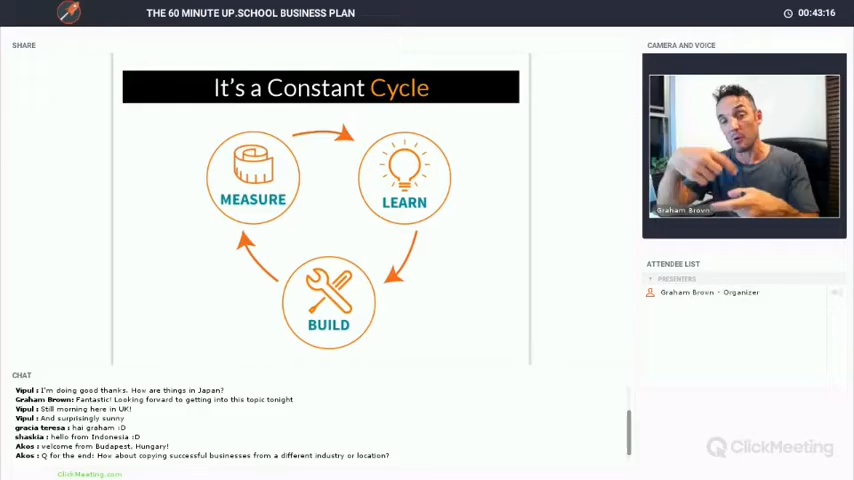 THE 60 MINUTE UP.SCHOOL BUSINESS PLAN
00:43:16
SHARE
It's a Constant Cycle
MEASURE
LEARN
BUILD
CAMERA AND VOICE
Graham Brown
ATTENDEE LIST
PRESENTERS
Graham Brown - Organizer
CHAT
Vipul : I'm doing good thanks. How are things in Japan?
Graham Brown: Fantastic! Looking forward to getting into this topic tonight
Vipul : Still morning here in UK!
Vipul : And surprisingly sunny
gracia teresa : hai graham :D
shaskia : hello from Indonesia :D
Akos : welcome from Budapest, Hungary!
Akos : Q for the end: How about copying successful businesses from a different industry or location?
ClickMeeting.com
ClickMeeting